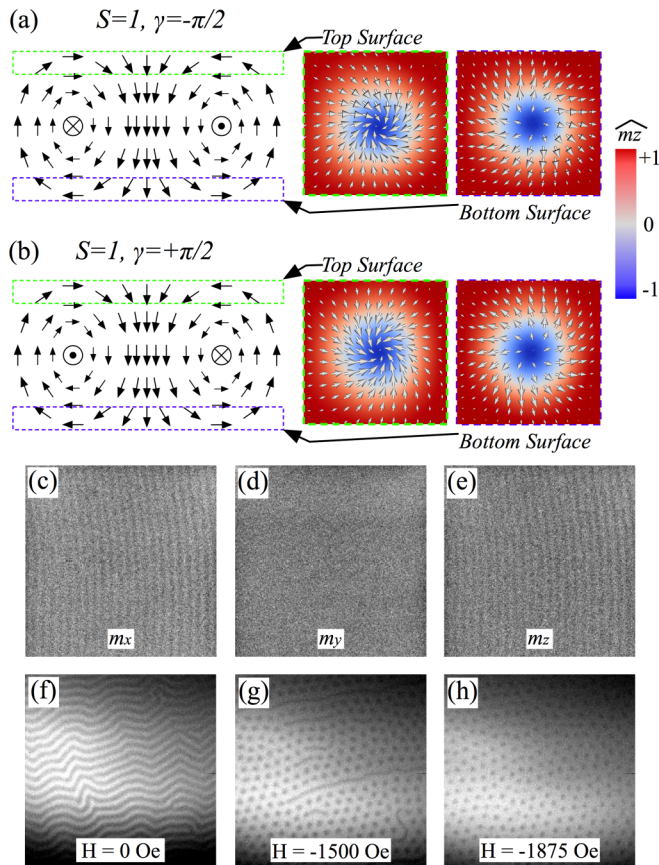 (a)
S=1, γ=-π/2
Top Surface
Bottom Surface
mz
+1
0
-1
(b)
S=1, γ=+π/2
Top Surface
Bottom Surface
(c)
mx
(d)
my
(e)
mz
(f)
H = 0 Oe
(g)
H = -1500 Oe
(h)
H = -1875 Oe